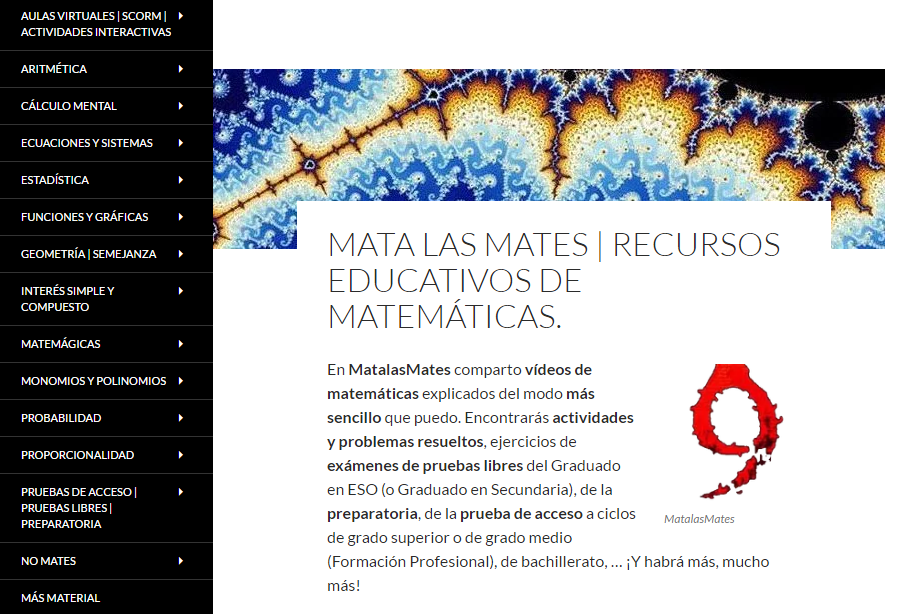 AULAS VIRTUALES | SCORM |
ACTIVIDADES INTERACTIVAS
ARITMÉTICA
CÁLCULO MENTAL
ECUACIONES Y SISTEMAS
ESTADÍSTICA
FUNCIONES Y GRÁFICAS
GEOMETRÍA | SEMEJANZA
INTERÉS SIMPLE Y
COMPUESTO
MATEMÁGICAS
MONOMIOS Y POLINOMIOS
PROBABILIDAD
PROPORCIONALIDAD
PRUEBAS DE ACCESO |
PRUEBAS LIBRES |
PREPARATORIA
NO MATES
MÁS MATERIAL
MATA LAS MATES | RECURSOS
EDUCATIVOS DE
MATEMÁTICAS.
En MatalasMates comparto vídeos de
matemáticas explicados del modo más
sencillo que puedo. Encontrarás actividades
y problemas resueltos, ejercicios de
exámenes de pruebas libres del Graduado
en ESO (o Graduado en Secundaria), de la
preparatoria, de la prueba de acceso a ciclos
de grado superior o de grado medio
(Formación Profesional), de bachillerato, ... ¡Y habrá más, mucho
más!
9
MatalasMates